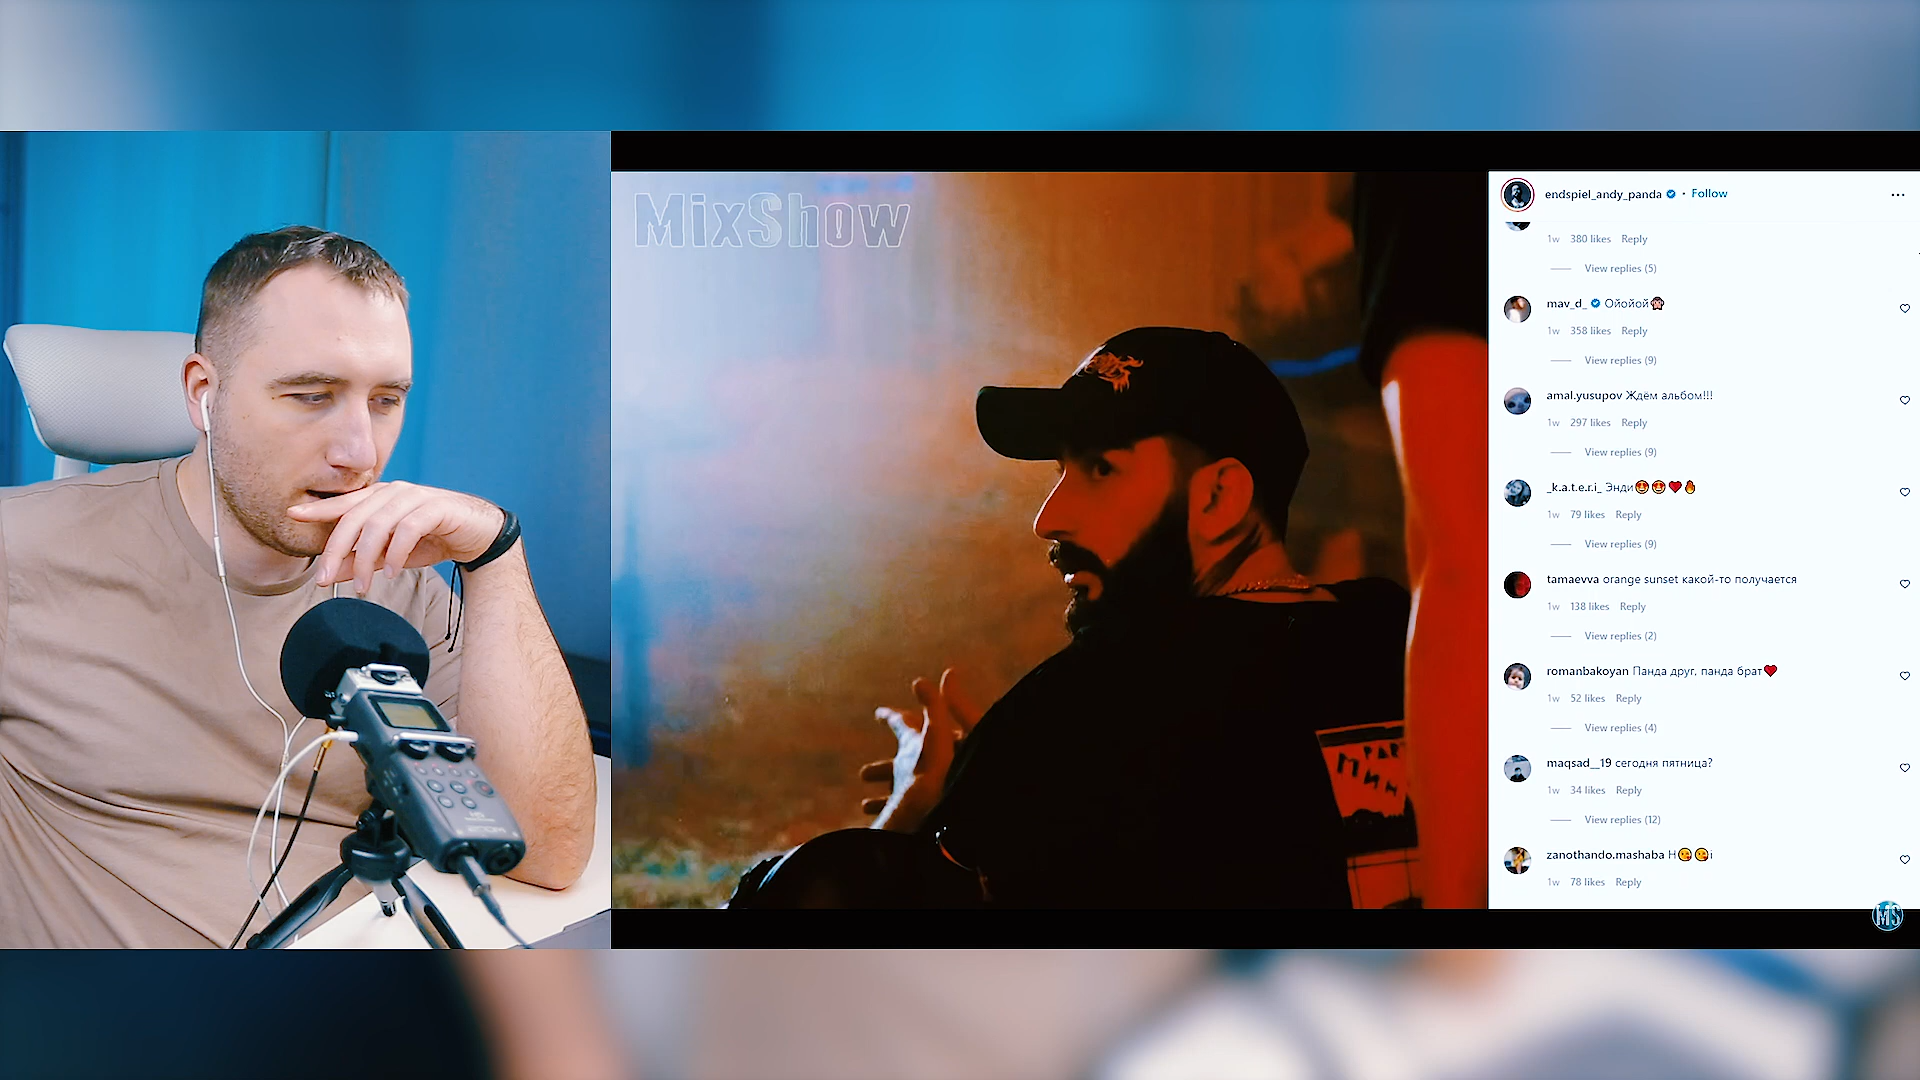 MixShow
endspiel_andy_panda • Follow
1w 380 likes Reply
View replies (5)
mav_d_ Ойойой🙊
1w 358 likes Reply
View replies (9)
amal.yusupov Ждём альбом!!!
1w 297 likes Reply
View replies (9)
_k.a.t.e.r.i_ Энди😍😍❤️🔥
1w 79 likes Reply
View replies (9)
tamaevva orange sunset какой-то получается
1w 138 likes Reply
View replies (2)
romanbakoyan Панда друг, панда брат❤️
1w 52 likes Reply
View replies (4)
maqsad__19 сегодня пятница?
1w 34 likes Reply
View replies (12)
zanothando.mashaba H😘😘i
1w 78 likes Reply
MS